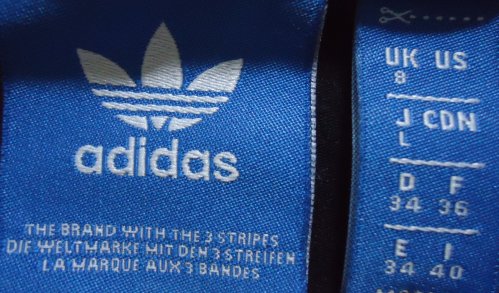 adidas
THE BRAND WITH THE 3 STRIPES
DIE WELTMARKE MIT DEN 3 STREIFEN
LA MARQUE AUX 3 BANDES
UK US
8
J CDN
L
D F
34 36
E I
34 40